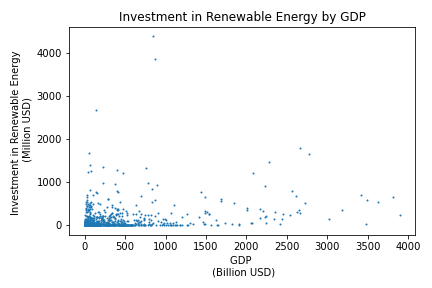 Investment in Renewable Energy by GDP
Investment in Renewable Energy
(Million USD)
4000
3000
2000
1000
0
0 500 1000 1500 2000 2500 3000 3500 4000
GDP
(Billion USD)